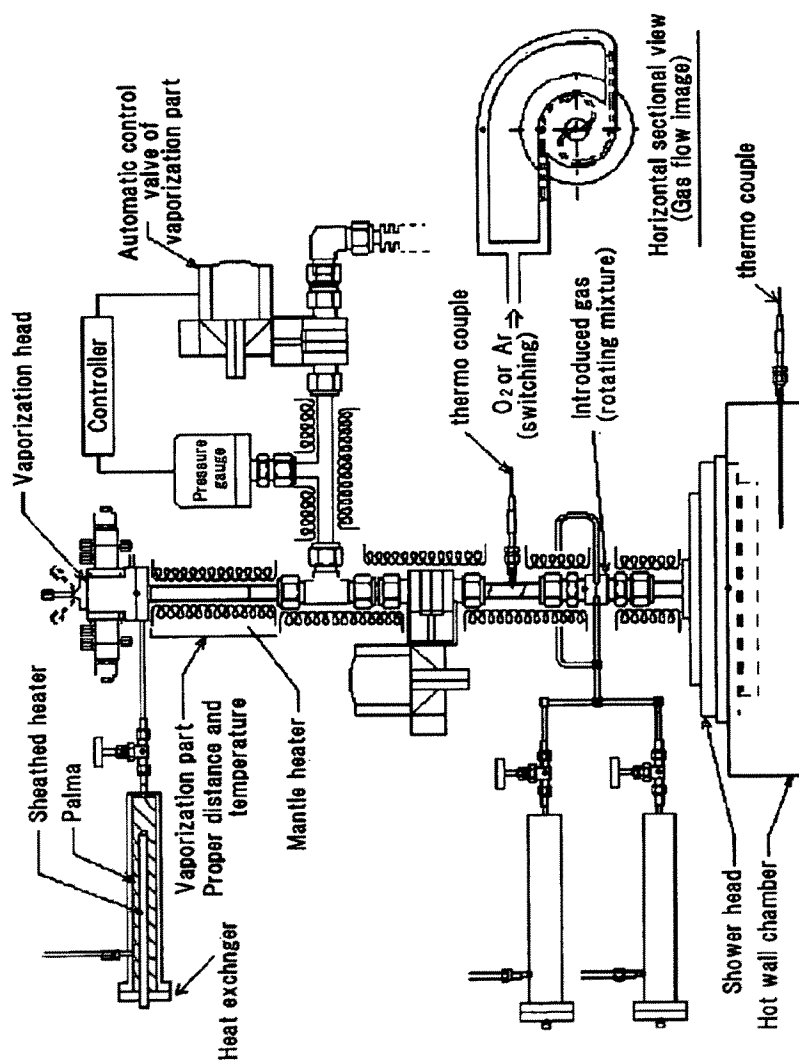 Vaporization head
Controller
Automatic control
valve of
vaporization part
Pressure
gauge
Sheathed heater
Palma
Vaporization part
Proper distance and
temperature
Mantle heater
Heat exchnger
thermo couple
O2 or Ar ⇒
(switching)
Introduced gas
(rotating mixture)
Horizontal sectional view
(Gas flow image)
thermo couple
Shower head
Hot wall chamber